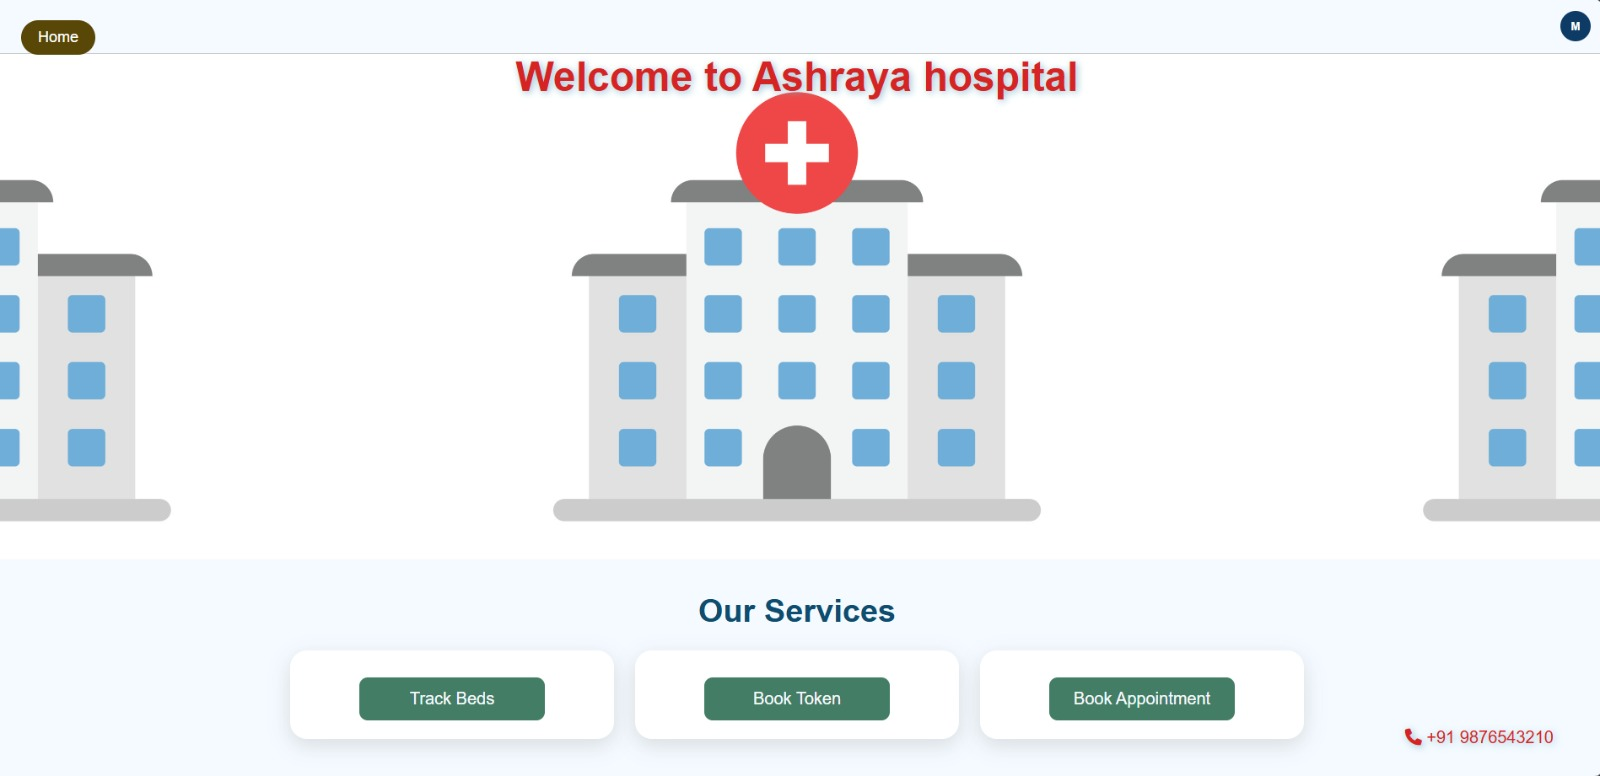 Home
M
Welcome to Ashraya hospital
Our Services
Track Beds
Book Token
Book Appointment
+91 9876543210